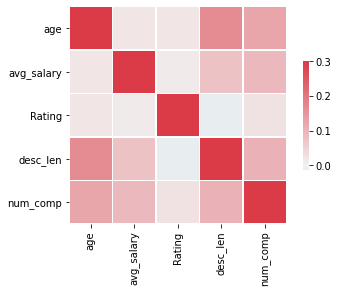 age
avg_salary
Rating
desc_len
num_comp
0.3
0.2
0.1
0.0
age
avg_salary
Rating
desc_len
num_comp